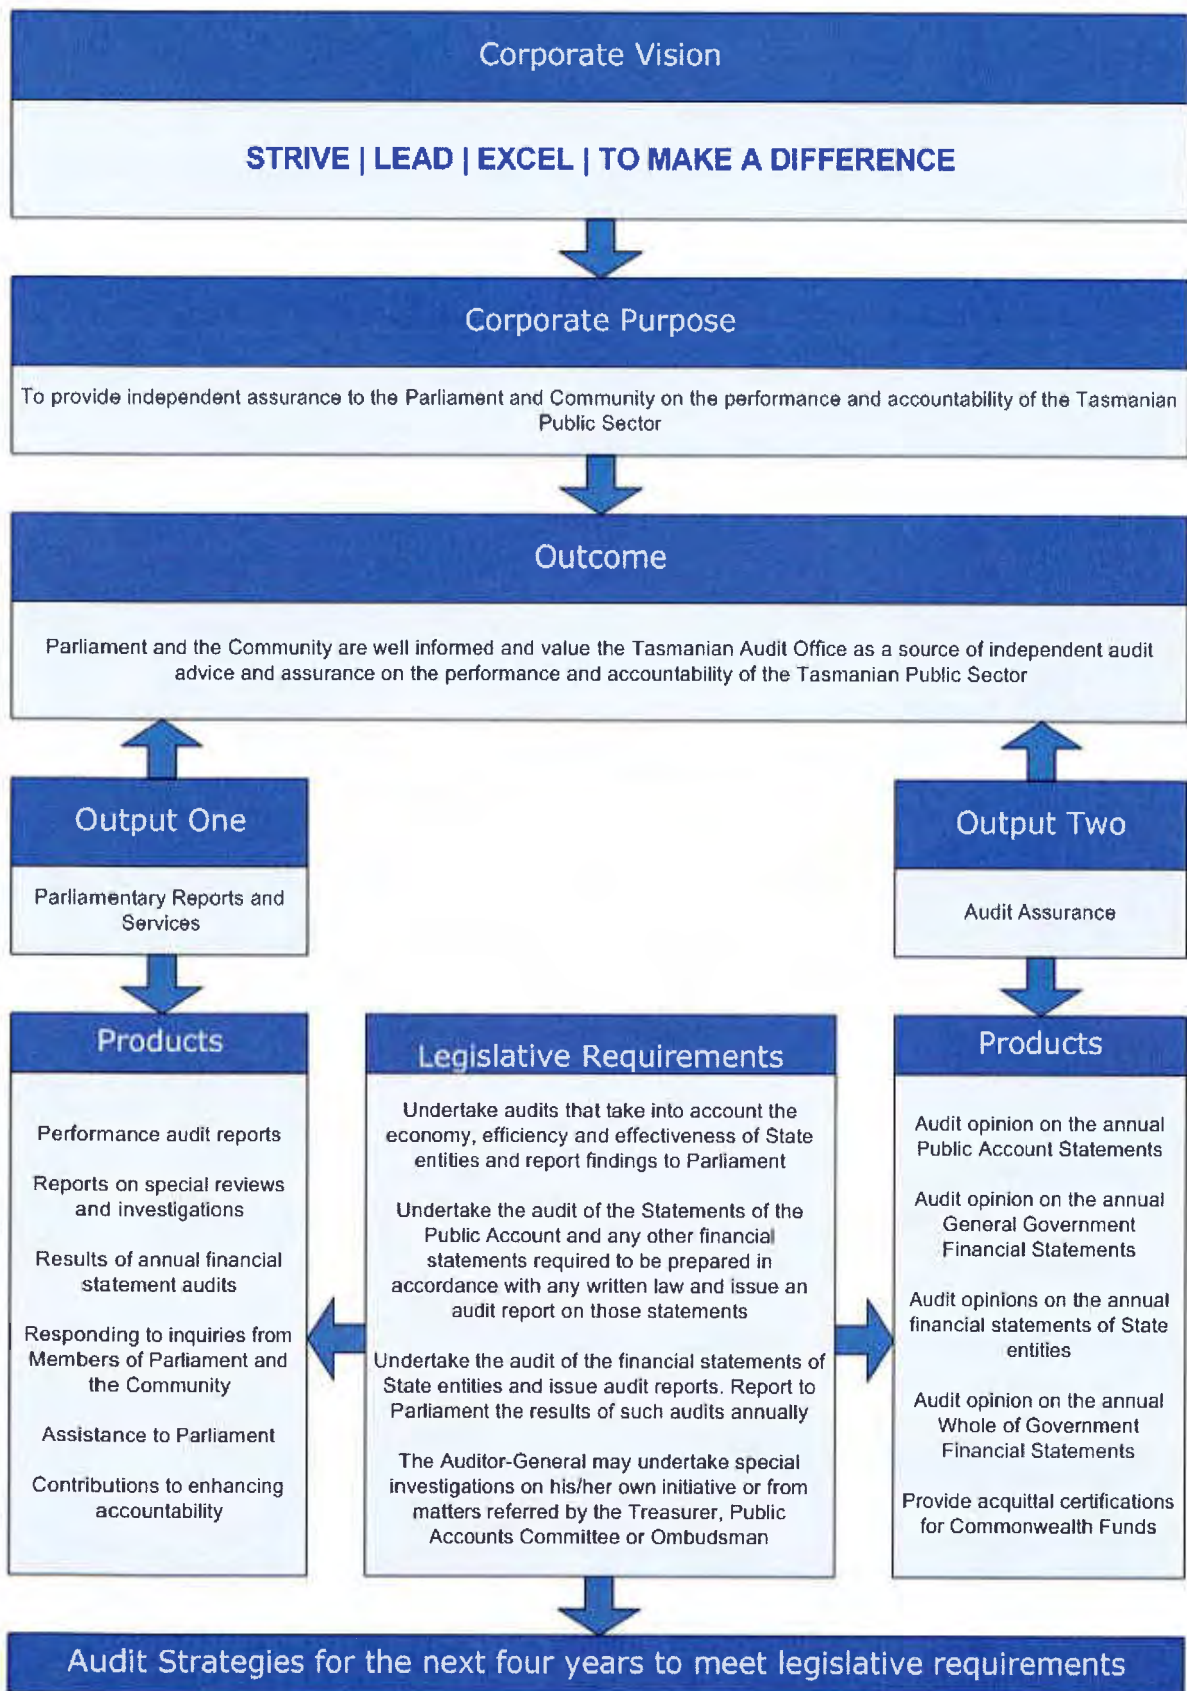 Corporate Vision
STRIVE | LEAD | EXCEL | TO MAKE A DIFFERENCE
Corporate Purpose
To provide independent assurance to the Parliament and Community on the performance and accountability of the Tasmanian
Public Sector
Outcome
Parliament and the Community are well informed and value the Tasmanian Audit Office as a source of independent audit
advice and assurance on the performance and accountability of the Tasmanian Public Sector
Output One
Parliamentary Reports and
Services
Output Two
Audit Assurance
Products
Performance audit reports
Reports on special reviews
and investigations
Results of annual financial
statement audits
Responding to inquiries from
Members of Parliament and
the Community
Assistance to Parliament
Contributions to enhancing
accountability
Legislative Requirements
Undertake audits that take into account the
economy, efficiency and effectiveness of State
entities and report findings to Parliament
Undertake the audit of the Statements of the
Public Account and any other financial
statements required to be prepared in
accordance with any written law and issue an
audit report on those statements
Undertake the audit of the financial statements of
State entities and issue audit reports. Report to
Parliament the results of such audits annually
The Auditor-General may undertake special
investigations on his/her own initiative or from
matters referred by the Treasurer, Public
Accounts Committee or Ombudsman
Products
Audit opinion on the annual
Public Account Statements
Audit opinion on the annual
General Government
Financial Statements
Audit opinions on the annual
financial statements of State
entities
Audit opinion on the annual
Whole of Government
Financial Statements
Provide acquittal certifications
for Commonwealth Funds
Audit Strategies for the next four years to meet legislative requirements